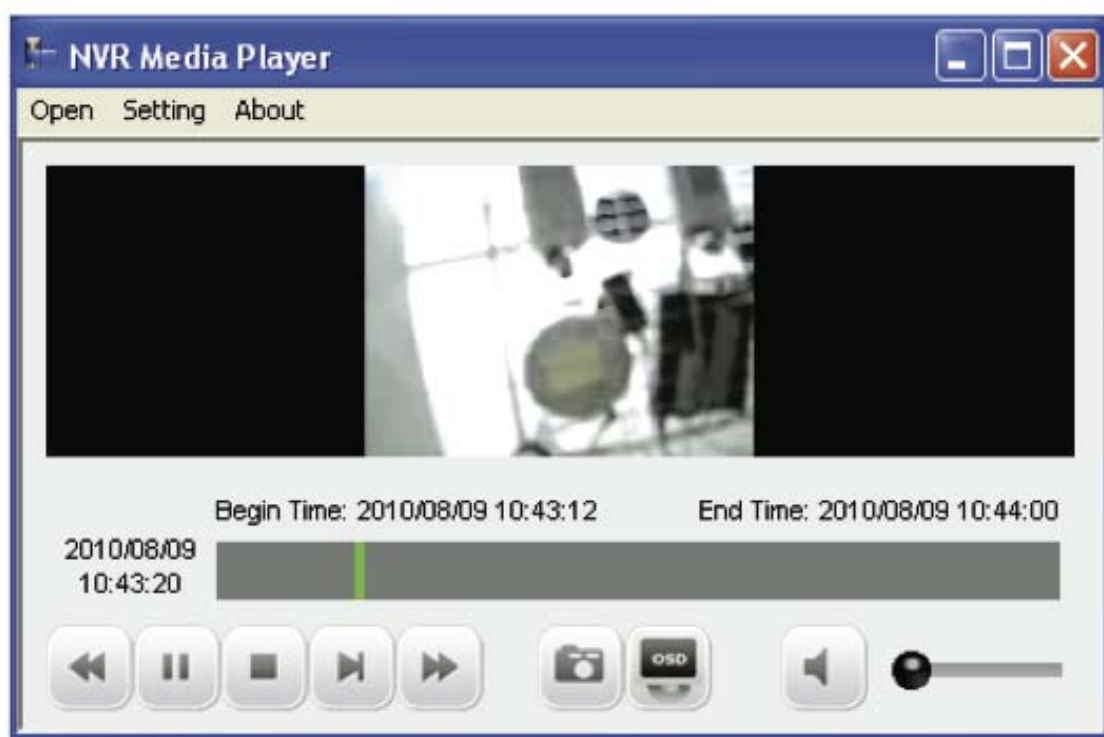 NVR Media Player
Open Setting About
Begin Time: 2010/08/09 10:43:12 End Time: 2010/08/09 10:44:00
2010/08/09
10:43:20
OSD